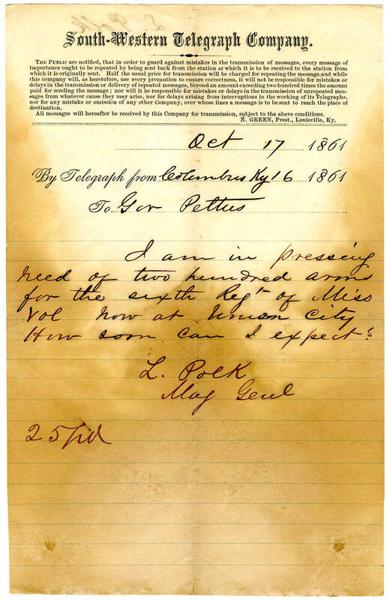 South-Western Telegraph Company.
THE PUBLIC are notified, that in order to guard against mistakes in the transmission of messages, every message of
importance ought to be repeated by being sent back from the station at which it is to be received to the station from
which it is originally sent. Half the usual price for transmission will be charged for repeating the message, and while
this company will, as heretofore, use every precaution to ensure correctness, it will not be responsible for mistakes or
delays in the transmission or delivery of repeated messages, beyond an amount exceeding two hundred times the amount
paid for sending the message; nor will it be responsible for mistakes or delays in the transmission of unrepeated messages
from whatever cause they may arise, nor for delays arising from interruptions in the working of its Telegraphs,
nor for any mistake or omission of any other Company, over whose lines a message is to be sent to reach the place of
destination.
All messages will hereafter be received by this Company for transmission, subject to the above conditions.
N. GREEN, Prest., Louisville, Ky.
Oct 17 1861
By Telegraph from Columbus Ky 16 1861
To Gov Pettus
I am in pressing
need of two hundred arms
for the sixth Regt of Miss
Vol now at Union City
How soon can I expect?
L. Polk
Maj Genl
25/pd